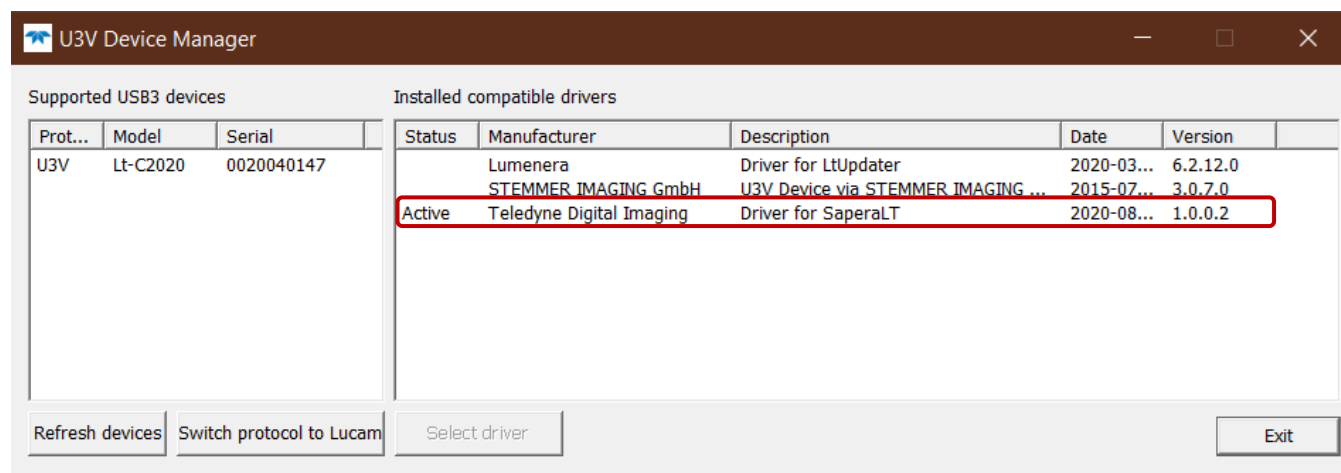 U3V Device Manager
Supported USB3 devices
Installed compatible drivers
Prot... Model Serial
U3V Lt-C2020 0020040147
Status Manufacturer Description Date Version
Lumenera Driver for LtUpdater 2020-03... 6.2.12.0
STEMMER IMAGING GmbH U3V Device via STEMMER IMAGING ... 2015-07... 3.0.7.0
Active Teledyne Digital Imaging Driver for SaperaLT 2020-08... 1.0.0.2
Refresh devices Switch protocol to Lucam Select driver Exit